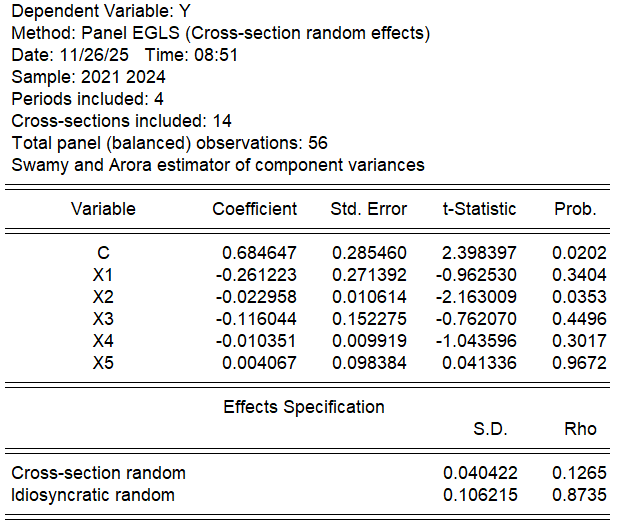 Dependent Variable: Y
Method: Panel EGLS (Cross-section random effects)
Date: 11/26/25 Time: 08:51
Sample: 2021 2024
Periods included: 4
Cross-sections included: 14
Total panel (balanced) observations: 56
Swamy and Arora estimator of component variances
Variable Coefficient Std. Error t-Statistic Prob.
C 0.684647 0.285460 2.398397 0.0202
X1 -0.261223 0.271392 -0.962530 0.3404
X2 -0.022958 0.010614 -2.163009 0.0353
X3 -0.116044 0.152275 -0.762070 0.4496
X4 -0.010351 0.009919 -1.043596 0.3017
X5 0.004067 0.098384 0.041336 0.9672
Effects Specification
S.D. Rho
Cross-section random 0.040422 0.1265
Idiosyncratic random 0.106215 0.8735